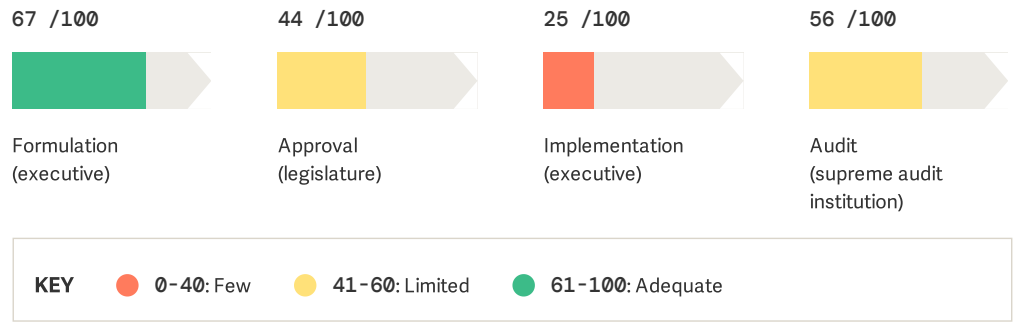 67 /100
44 /100
25 /100
56 /100
Formulation
(executive)
Approval
(legislature)
Implementation
(executive)
Audit
(supreme audit
institution)
KEY
0-40: Few
41-60: Limited
61-100: Adequate